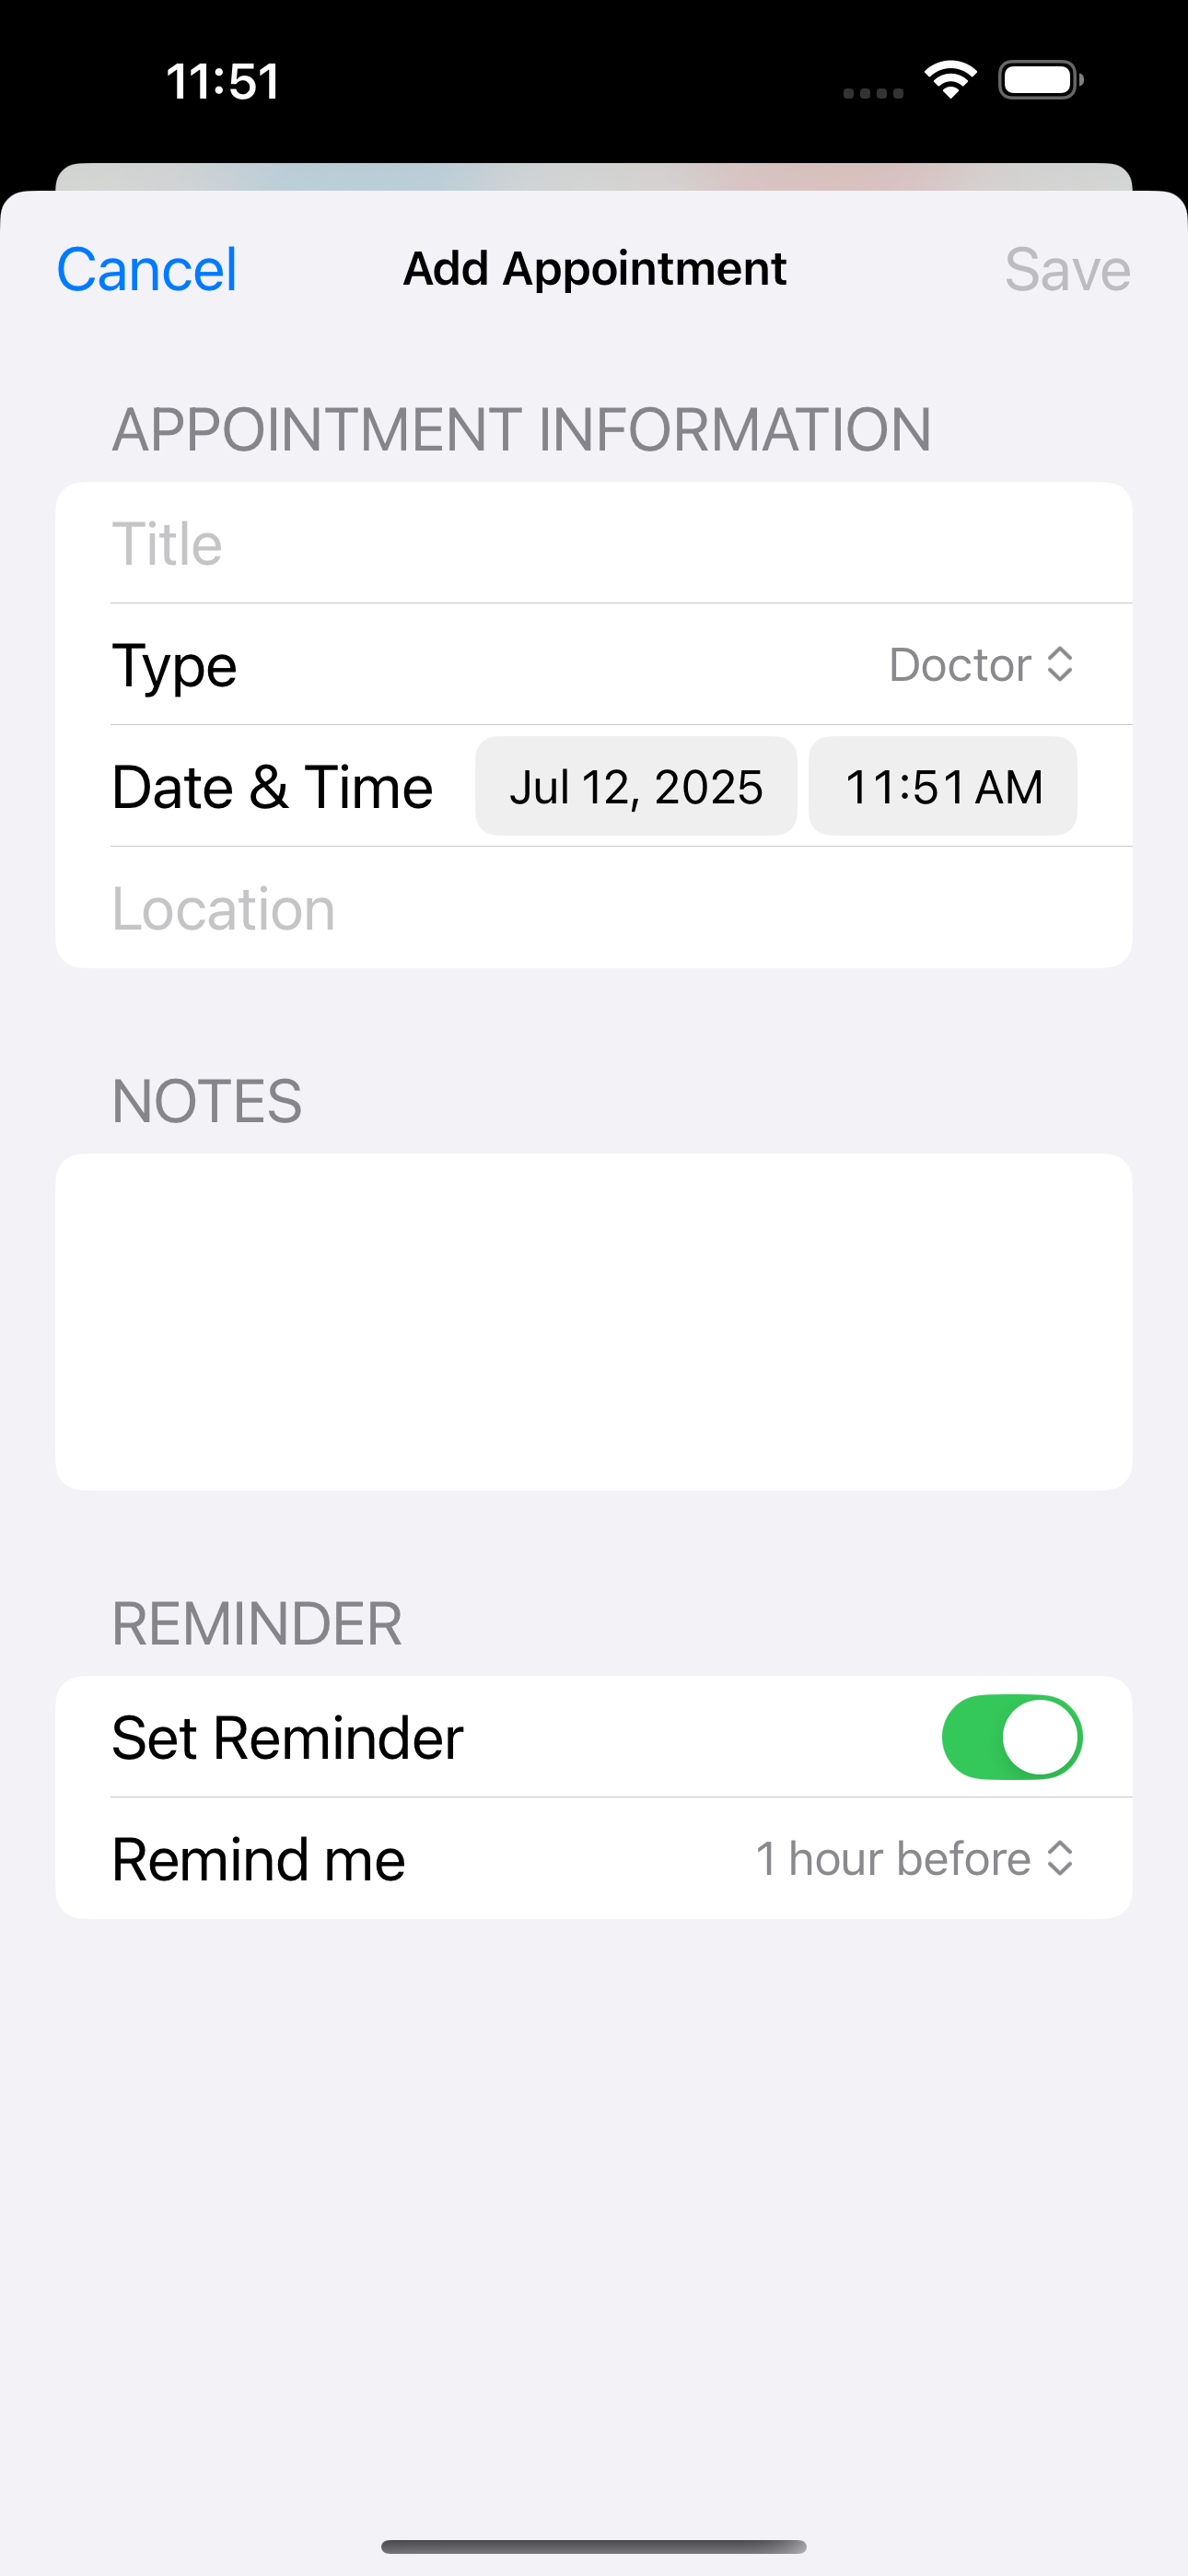 11:51
Cancel Add Appointment Save
APPOINTMENT INFORMATION
Title
Type Doctor
Date & Time Jul 12, 2025 11:51 AM
Location
NOTES
REMINDER
Set Reminder
Remind me 1 hour before